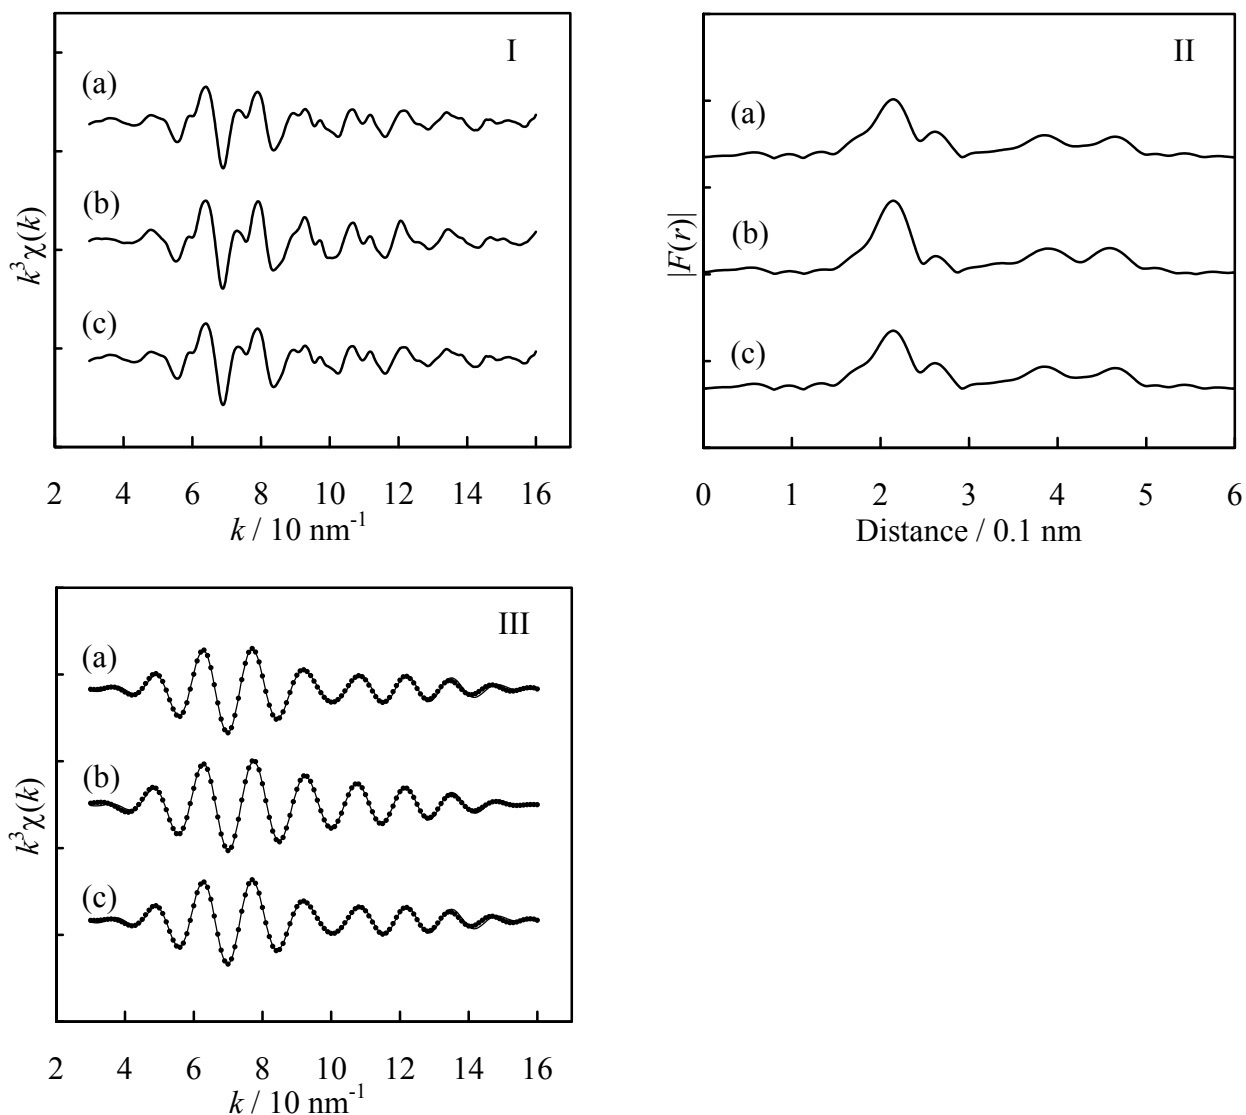 I
(a)
(b)
(c)
k³χ(k)
2 4 6 8 10 12 14 16
k / 10 nm⁻¹
II
(a)
(b)
(c)
|F(r)|
0 1 2 3 4 5 6
Distance / 0.1 nm
III
(a)
(b)
(c)
k³χ(k)
2 4 6 8 10 12 14 16
k / 10 nm⁻¹